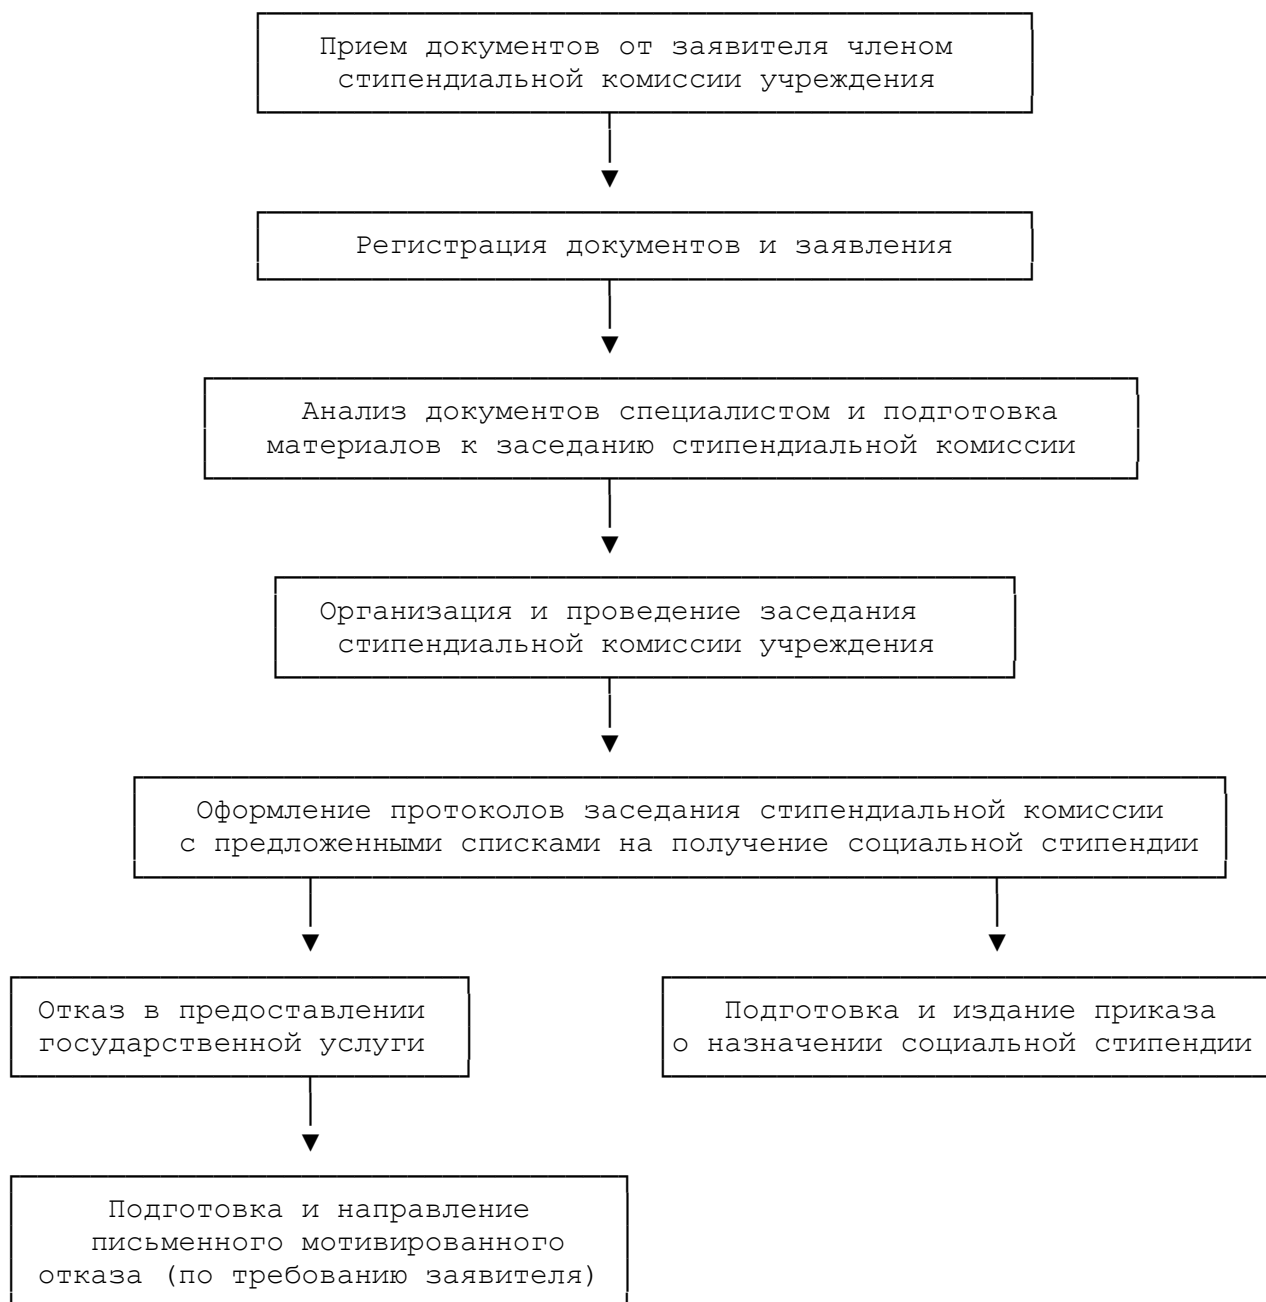 Прием документов от заявителя членом
стипендиальной комиссии учреждения
Регистрация документов и заявления
Анализ документов специалистом и подготовка
материалов к заседанию стипендиальной комиссии
Организация и проведение заседания
стипендиальной комиссии учреждения
Оформление протоколов заседания стипендиальной комиссии
с предложенными списками на получение социальной стипендии
Отказ в предоставлении
государственной услуги
Подготовка и издание приказа
о назначении социальной стипендии
Подготовка и направление
письменного мотивированного
отказа (по требованию заявителя)